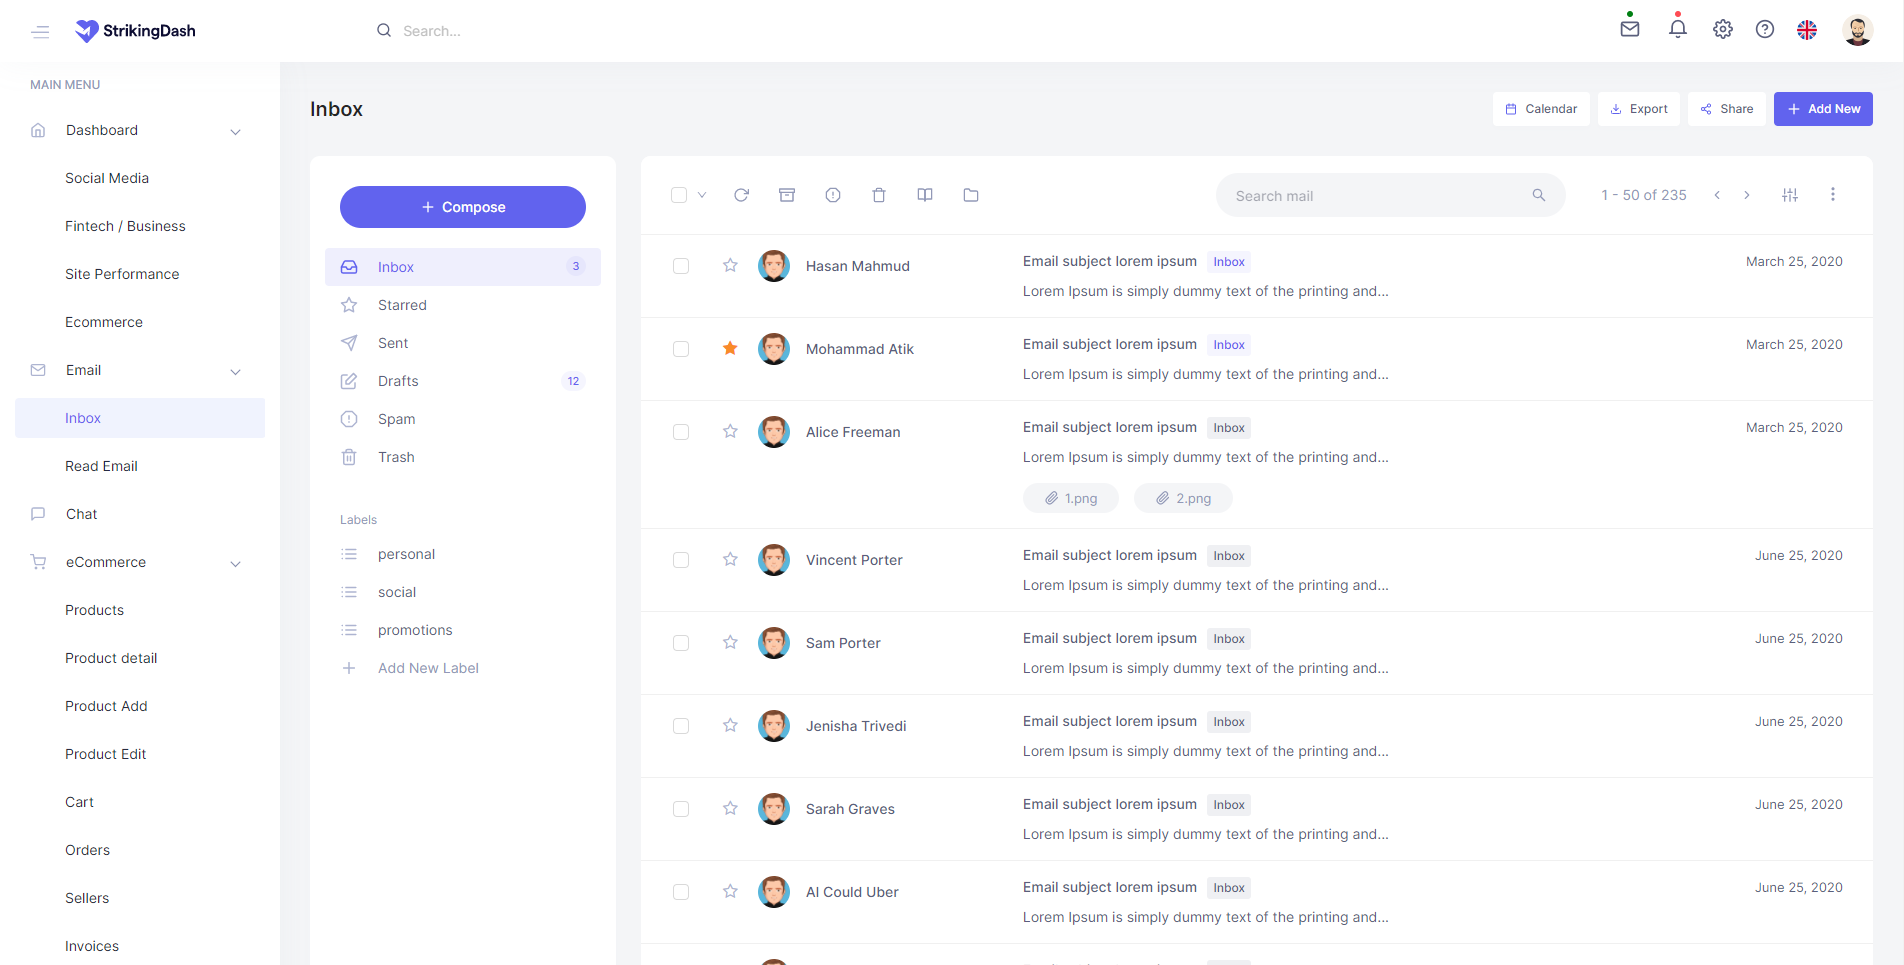 StrikingDash
Search...
MAIN MENU
Dashboard
Social Media
Fintech / Business
Site Performance
Ecommerce
Email
Inbox
Read Email
Chat
eCommerce
Products
Product detail
Product Add
Product Edit
Cart
Orders
Sellers
Invoices
Inbox
Calendar
Export
Share
Add New
Compose
Inbox 3
Starred
Sent
Drafts 12
Spam
Trash
Labels
personal
social
promotions
Add New Label
Search mail
1 - 50 of 235
Hasan Mahmud
Email subject lorem ipsum Inbox
March 25, 2020
Lorem Ipsum is simply dummy text of the printing and...
Mohammad Atik
Email subject lorem ipsum Inbox
March 25, 2020
Lorem Ipsum is simply dummy text of the printing and...
Alice Freeman
Email subject lorem ipsum Inbox
March 25, 2020
Lorem Ipsum is simply dummy text of the printing and...
1.png
2.png
Vincent Porter
Email subject lorem ipsum Inbox
June 25, 2020
Lorem Ipsum is simply dummy text of the printing and...
Sam Porter
Email subject lorem ipsum Inbox
June 25, 2020
Lorem Ipsum is simply dummy text of the printing and...
Jenisha Trivedi
Email subject lorem ipsum Inbox
June 25, 2020
Lorem Ipsum is simply dummy text of the printing and...
Sarah Graves
Email subject lorem ipsum Inbox
June 25, 2020
Lorem Ipsum is simply dummy text of the printing and...
Al Could Uber
Email subject lorem ipsum Inbox
June 25, 2020
Lorem Ipsum is simply dummy text of the printing and...